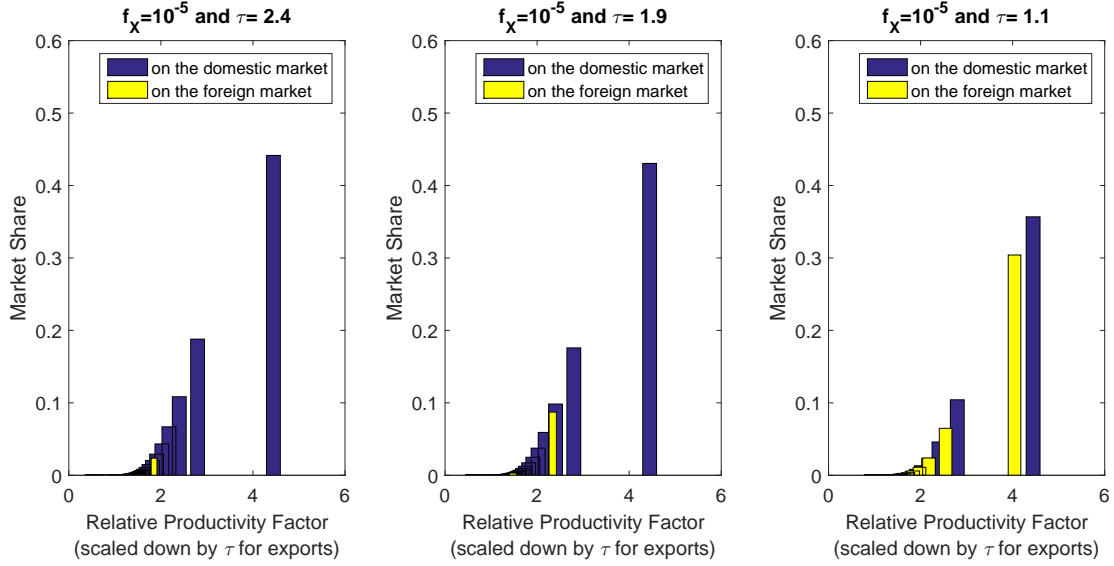 f_X=10^-5 and τ= 2.4
0.6
0.5
0.4
0.3
0.2
0.1
0
on the domestic market
on the foreign market
Market Share
0 2 4 6
Relative Productivity Factor
(scaled down by τ for exports)
f_X=10^-5 and τ= 1.9
0.6
0.5
0.4
0.3
0.2
0.1
0
on the domestic market
on the foreign market
Market Share
0 2 4 6
Relative Productivity Factor
(scaled down by τ for exports)
f_X=10^-5 and τ= 1.1
0.6
0.5
0.4
0.3
0.2
0.1
0
on the domestic market
on the foreign market
Market Share
0 2 4 6
Relative Productivity Factor
(scaled down by τ for exports)